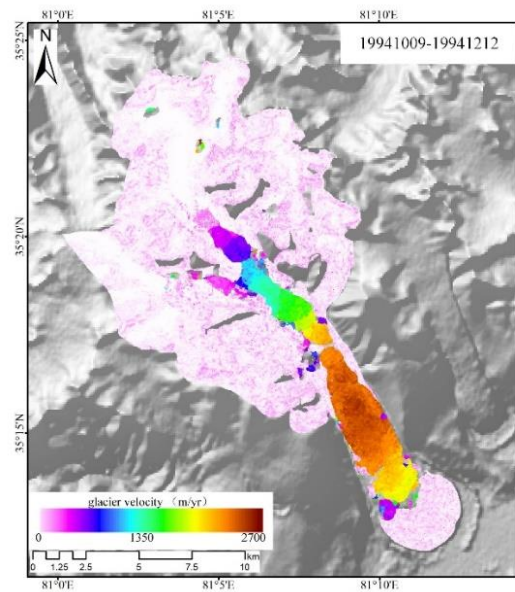 81°0'E 81°5'E 81°10'E
35°25'N
N
19941009-19941212
35°20'N
35°15'N
glacier velocity (m/yr)
0 1350 2700
0 1.25 2.5 5 7.5 10
km
81°0'E 81°5'E 81°10'E